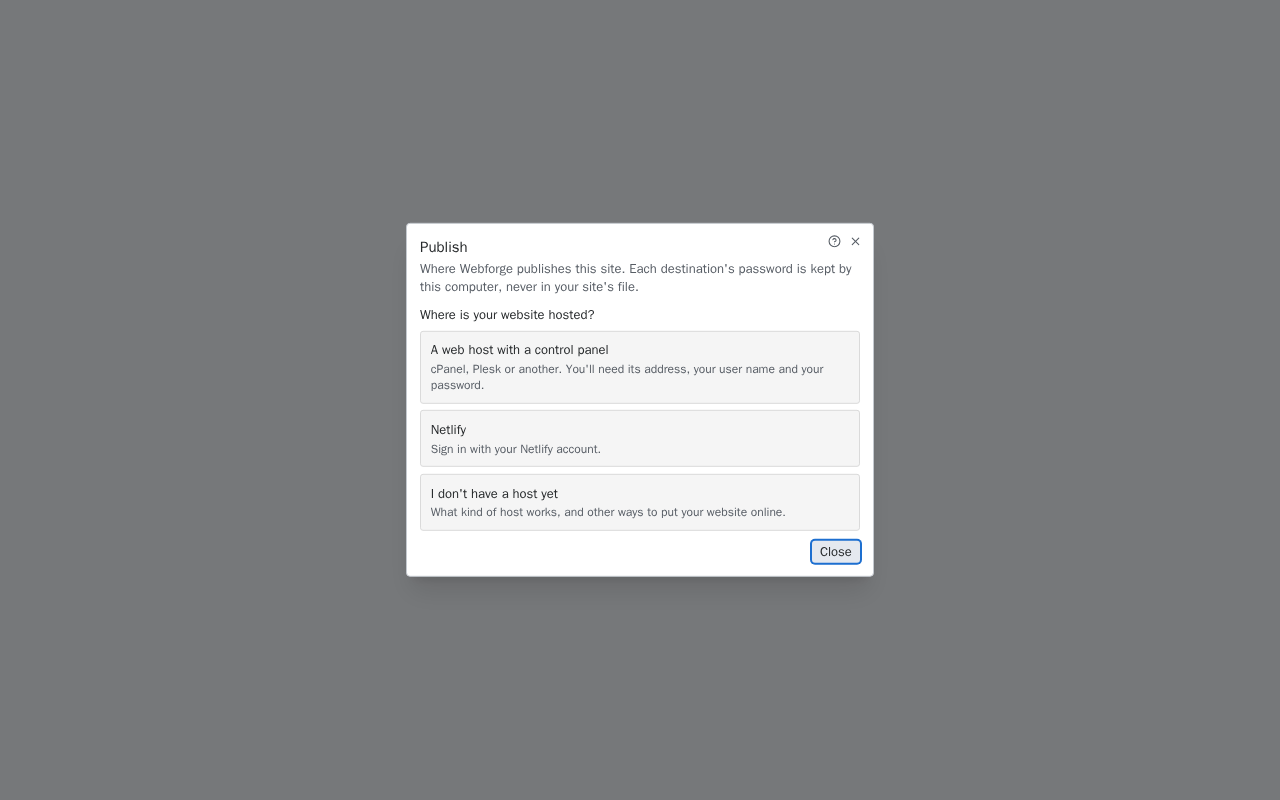 Publish
Where Webforge publishes this site. Each destination's password is kept by
this computer, never in your site's file.
Where is your website hosted?
A web host with a control panel
cPanel, Plesk or another. You'll need its address, your user name and your
password.
Netlify
Sign in with your Netlify account.
I don't have a host yet
What kind of host works, and other ways to put your website online.
Close